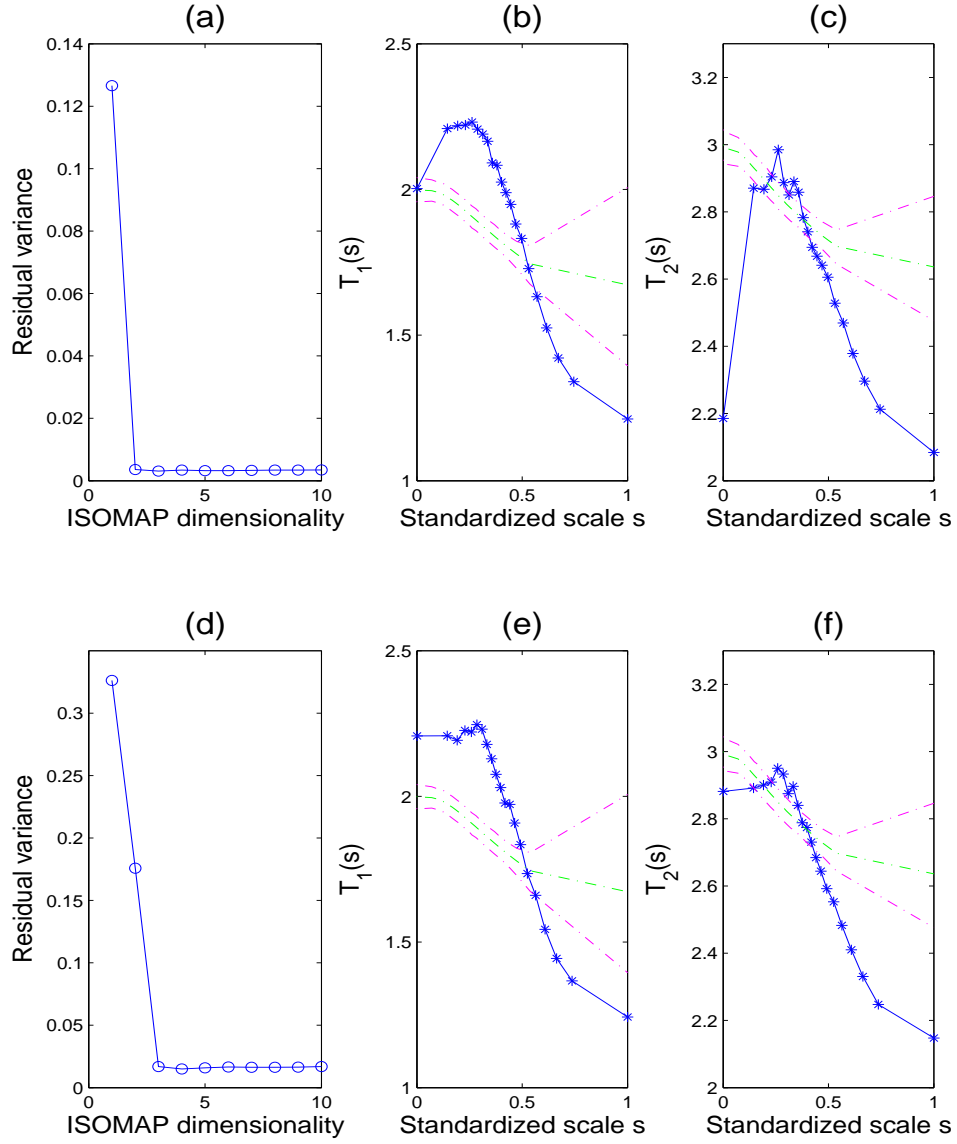 (a)
0.14
0.12
0.1
0.08
0.06
0.04
0.02
0
0 5 10
Residual variance
ISOMAP dimensionality
(b)
2.5
2
1.5
1
0 0.5 1
T1(s)
Standardized scale s
(c)
3.2
3
2.8
2.6
2.4
2.2
2
0 0.5 1
T2(s)
Standardized scale s
(d)
0.3
0.25
0.2
0.15
0.1
0.05
0
0 5 10
Residual variance
ISOMAP dimensionality
(e)
2.5
2
1.5
1
0 0.5 1
T1(s)
Standardized scale s
(f)
3.2
3
2.8
2.6
2.4
2.2
2
0 0.5 1
T2(s)
Standardized scale s